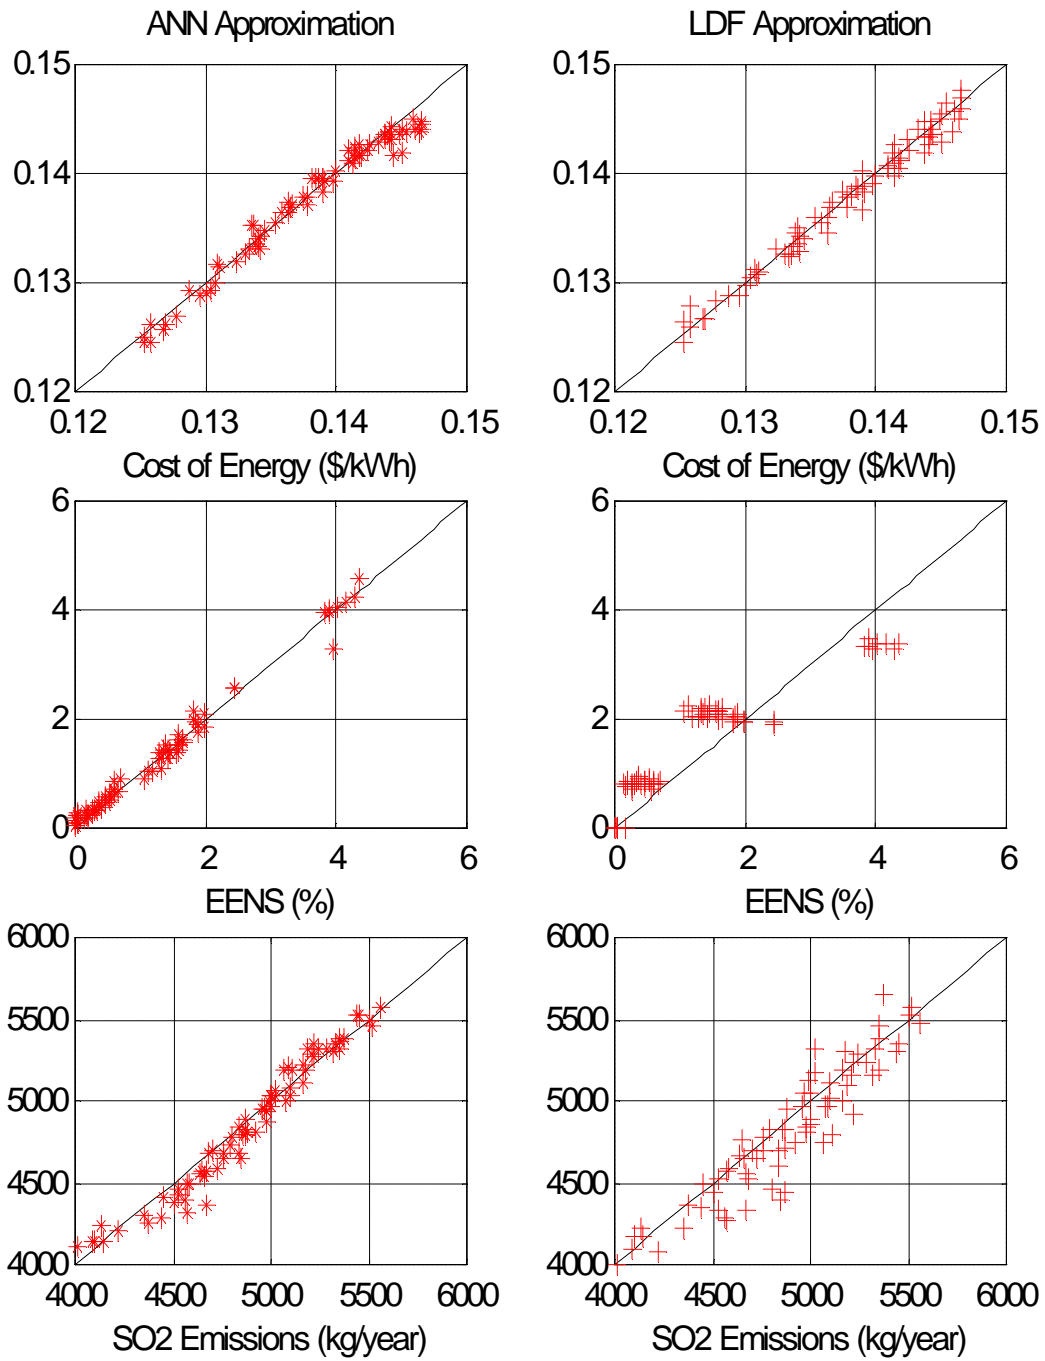 ANN Approximation
LDF Approximation
0.15
0.14
0.13
0.12
0.12 0.13 0.14 0.15
Cost of Energy ($/kWh)
0.15
0.14
0.13
0.12
0.12 0.13 0.14 0.15
Cost of Energy ($/kWh)
6
4
2
0
0 2 4 6
EENS (%)
6
4
2
0
0 2 4 6
EENS (%)
6000
5500
5000
4500
4000
4000 4500 5000 5500 6000
SO2 Emissions (kg/year)
6000
5500
5000
4500
4000
4000 4500 5000 5500 6000
SO2 Emissions (kg/year)